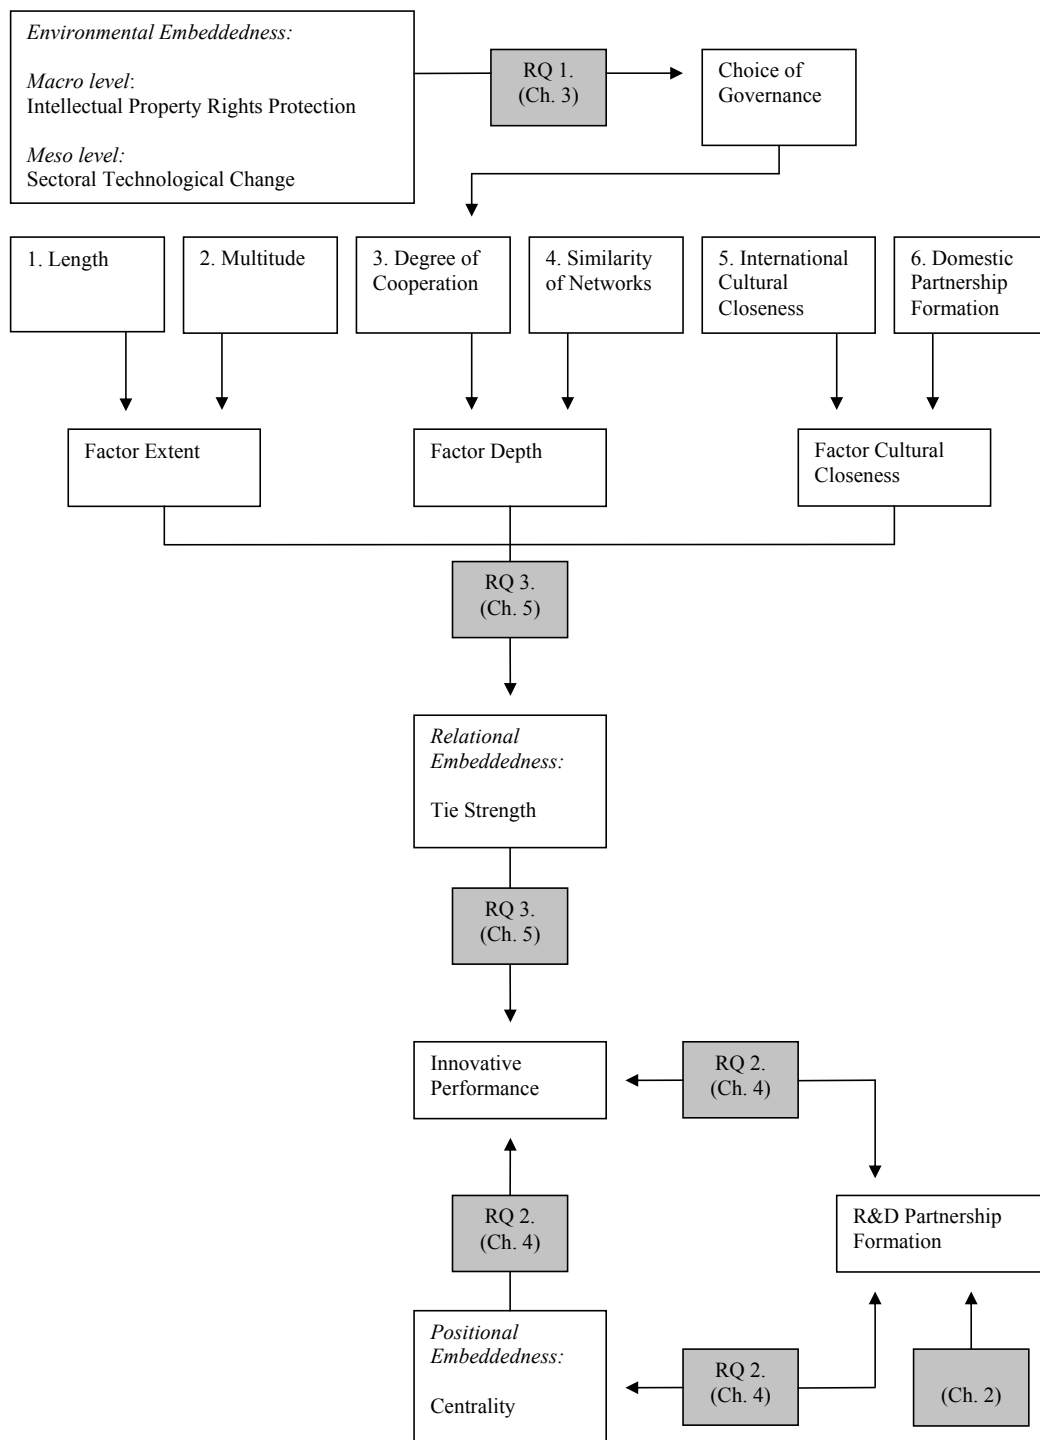 Environmental Embeddedness:
Macro level:
Intellectual Property Rights Protection
Meso level:
Sectoral Technological Change
RQ 1.
(Ch. 3)
Choice of
Governance
1. Length
2. Multitude
3. Degree of
Cooperation
4. Similarity
of Networks
5. International
Cultural
Closeness
6. Domestic
Partnership
Formation
Factor Extent
Factor Depth
Factor Cultural
Closeness
RQ 3.
(Ch. 5)
Relational
Embeddedness:
Tie Strength
RQ 3.
(Ch. 5)
Innovative
Performance
RQ 2.
(Ch. 4)
RQ 2.
(Ch. 4)
R&D Partnership
Formation
Positional
Embeddedness:
Centrality
RQ 2.
(Ch. 4)
(Ch. 2)